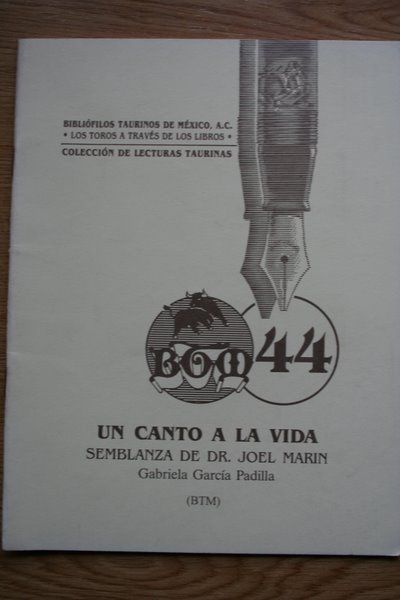 BIBLIÓFILOS TAURINOS DE MÉXICO, A.C.
• LOS TOROS A TRAVÉS DE LOS LIBROS •
COLECCIÓN DE LECTURAS TAURINAS
BTM 44
UN CANTO A LA VIDA
SEMBLANZA DE DR. JOEL MARIN
Gabriela García Padilla
(BTM)